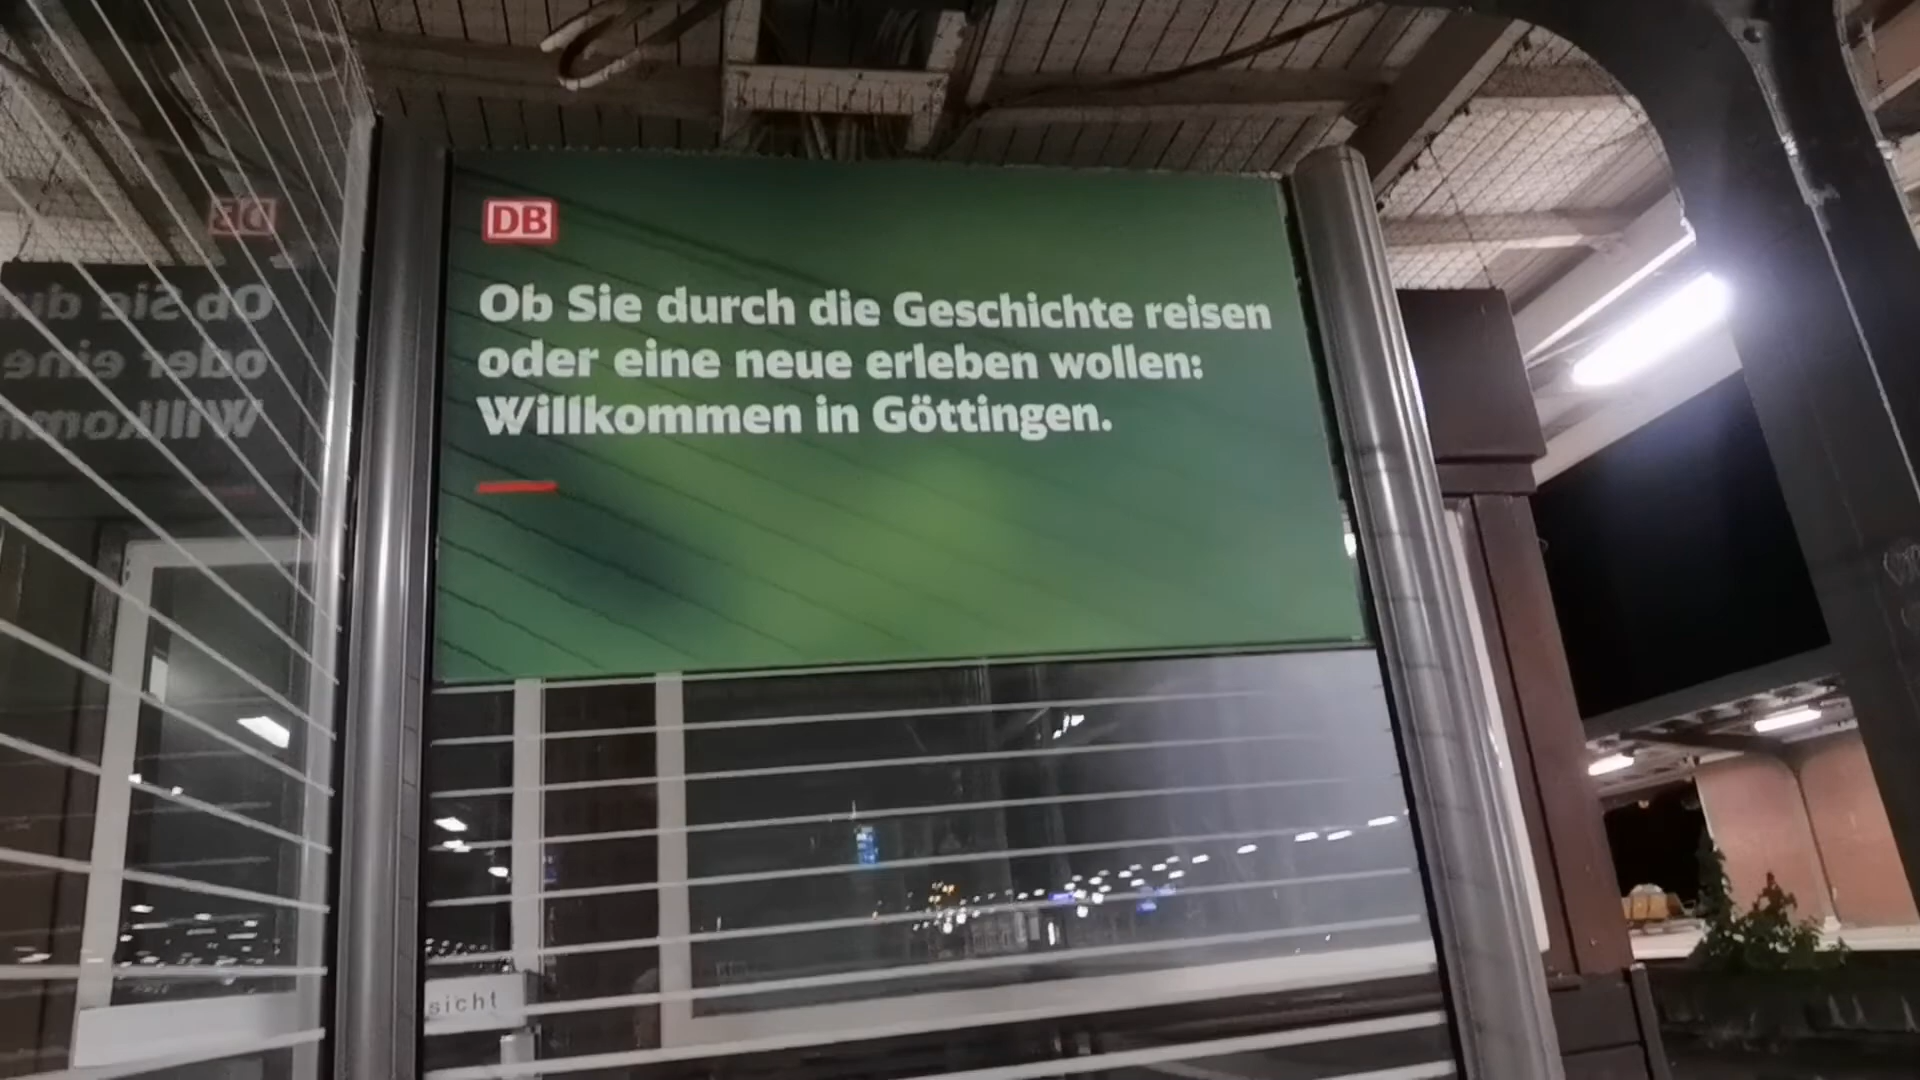 DB
Ob Sie durch die Geschichte reisen
oder eine neue erleben wollen:
Willkommen in Göttingen.
sicht